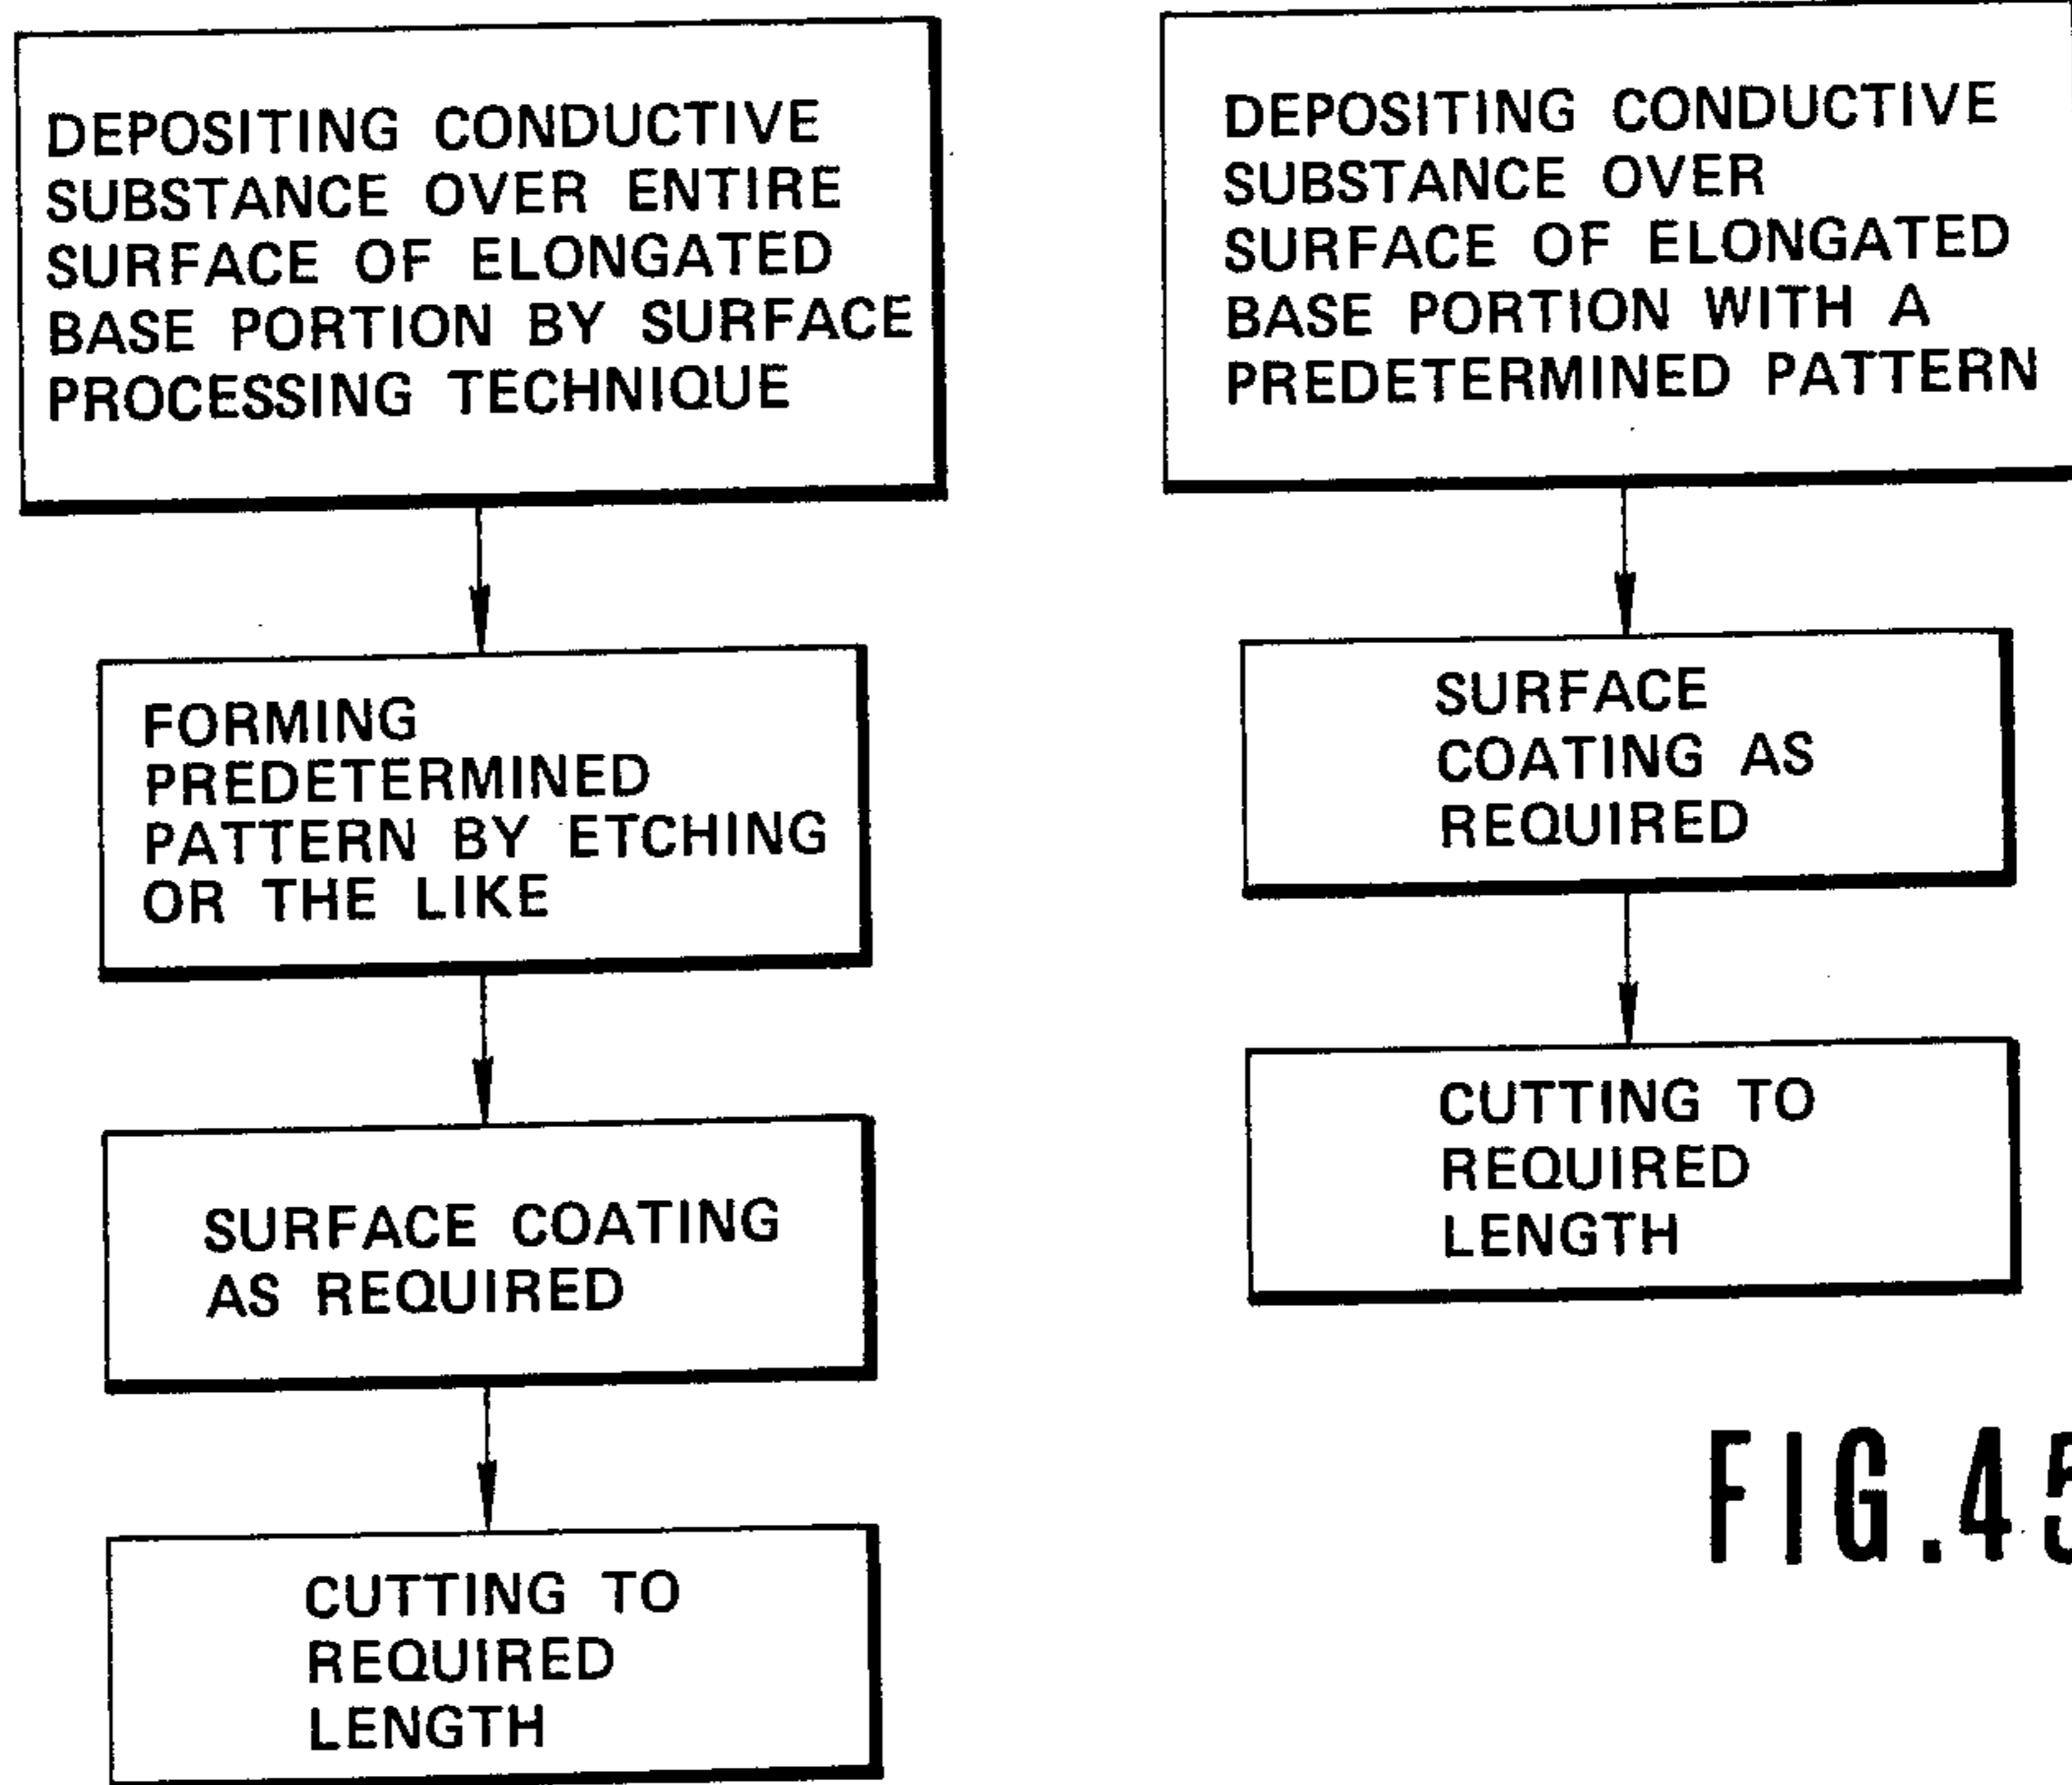 DEPOSITING CONDUCTIVE
SUBSTANCE OVER ENTIRE
SURFACE OF ELONGATED
BASE PORTION BY SURFACE
PROCESSING TECHNIQUE
FORMING
PREDETERMINED
PATTERN BY ETCHING
OR THE LIKE
SURFACE COATING
AS REQUIRED
CUTTING TO
REQUIRED
LENGTH
DEPOSITING CONDUCTIVE
SUBSTANCE OVER
SURFACE OF ELONGATED
BASE PORTION WITH A
PREDETERMINED PATTERN
SURFACE
COATING AS
REQUIRED
CUTTING TO
REQUIRED
LENGTH
FIG.45